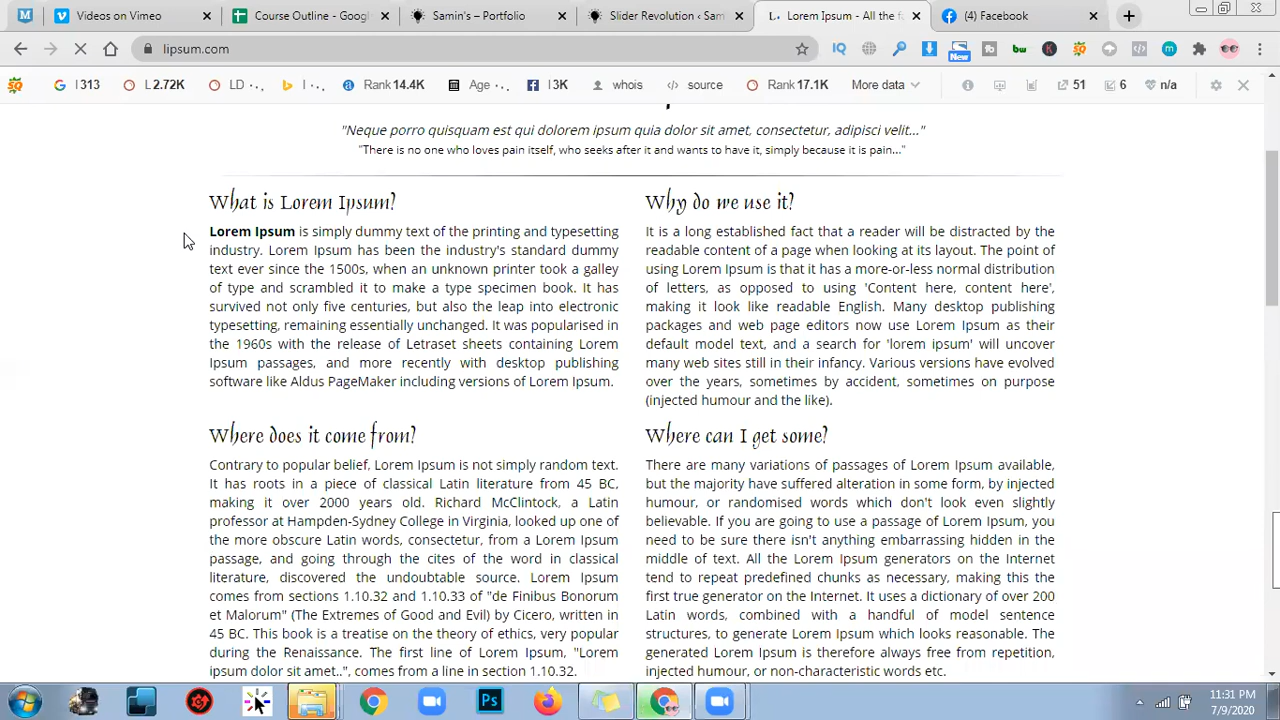 Videos on Vimeo
Course Outline - Googl
Samin's – Portfolio
Slider Revolution ‹ Sam
Lorem Ipsum - All the f
(4) Facebook
lipsum.com
IQ
New
bw
K
m
I 313
L 2.72K
LD
I
Rank 14.4K
Age
I 3K
whois
source
Rank 17.1K
More data
51
6
n/a
"Neque porro quisquam est qui dolorem ipsum quia dolor sit amet, consectetur, adipisci velit..."
"There is no one who loves pain itself, who seeks after it and wants to have it, simply because it is pain..."
What is Lorem Ipsum?
Lorem Ipsum is simply dummy text of the printing and typesetting
industry. Lorem Ipsum has been the industry's standard dummy
text ever since the 1500s, when an unknown printer took a galley
of type and scrambled it to make a type specimen book. It has
survived not only five centuries, but also the leap into electronic
typesetting, remaining essentially unchanged. It was popularised in
the 1960s with the release of Letraset sheets containing Lorem
Ipsum passages, and more recently with desktop publishing
software like Aldus PageMaker including versions of Lorem Ipsum.
Why do we use it?
It is a long established fact that a reader will be distracted by the
readable content of a page when looking at its layout. The point of
using Lorem Ipsum is that it has a more-or-less normal distribution
of letters, as opposed to using 'Content here, content here',
making it look like readable English. Many desktop publishing
packages and web page editors now use Lorem Ipsum as their
default model text, and a search for 'lorem ipsum' will uncover
many web sites still in their infancy. Various versions have evolved
over the years, sometimes by accident, sometimes on purpose
(injected humour and the like).
Where does it come from?
Contrary to popular belief, Lorem Ipsum is not simply random text.
It has roots in a piece of classical Latin literature from 45 BC,
making it over 2000 years old. Richard McClintock, a Latin
professor at Hampden-Sydney College in Virginia, looked up one of
the more obscure Latin words, consectetur, from a Lorem Ipsum
passage, and going through the cites of the word in classical
literature, discovered the undoubtable source. Lorem Ipsum
comes from sections 1.10.32 and 1.10.33 of "de Finibus Bonorum
et Malorum" (The Extremes of Good and Evil) by Cicero, written in
45 BC. This book is a treatise on the theory of ethics, very popular
during the Renaissance. The first line of Lorem Ipsum, "Lorem
ipsum dolor sit amet..", comes from a line in section 1.10.32.
Where can I get some?
There are many variations of passages of Lorem Ipsum available,
but the majority have suffered alteration in some form, by injected
humour, or randomised words which don't look even slightly
believable. If you are going to use a passage of Lorem Ipsum, you
need to be sure there isn't anything embarrassing hidden in the
middle of text. All the Lorem Ipsum generators on the Internet
tend to repeat predefined chunks as necessary, making this the
first true generator on the Internet. It uses a dictionary of over 200
Latin words, combined with a handful of model sentence
structures, to generate Lorem Ipsum which looks reasonable. The
generated Lorem Ipsum is therefore always free from repetition,
injected humour, or non-characteristic words etc.
Ps
11:31 PM
7/9/2020